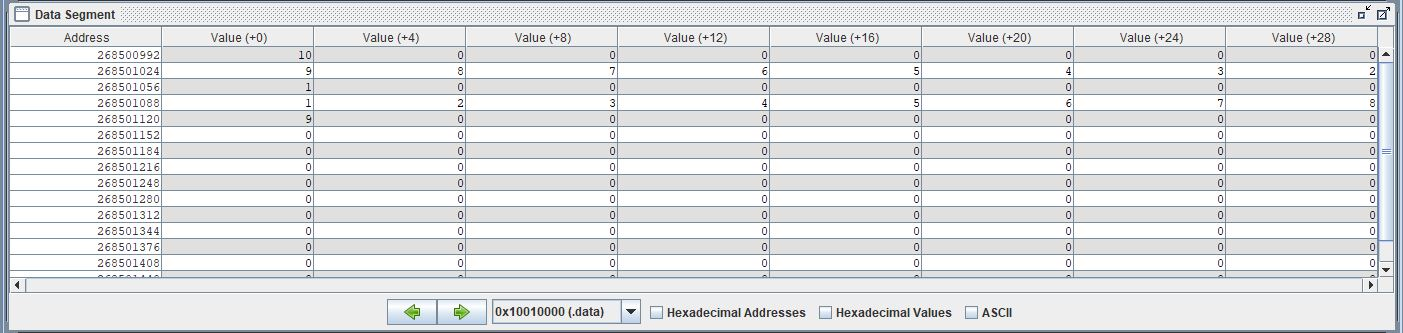 Data Segment
Address Value (+0) Value (+4) Value (+8) Value (+12) Value (+16) Value (+20) Value (+24) Value (+28)
268500992 10 0 0 0 0 0 0 0
268501024 9 8 7 6 5 4 3 2
268501056 1 0 0 0 0 0 0 0
268501088 1 2 3 4 5 6 7 8
268501120 9 0 0 0 0 0 0 0
268501152 0 0 0 0 0 0 0 0
268501184 0 0 0 0 0 0 0 0
268501216 0 0 0 0 0 0 0 0
268501248 0 0 0 0 0 0 0 0
268501280 0 0 0 0 0 0 0 0
268501312 0 0 0 0 0 0 0 0
268501344 0 0 0 0 0 0 0 0
268501376 0 0 0 0 0 0 0 0
268501408 0 0 0 0 0 0 0 0
0x10010000 (.data) Hexadecimal Addresses Hexadecimal Values ASCII